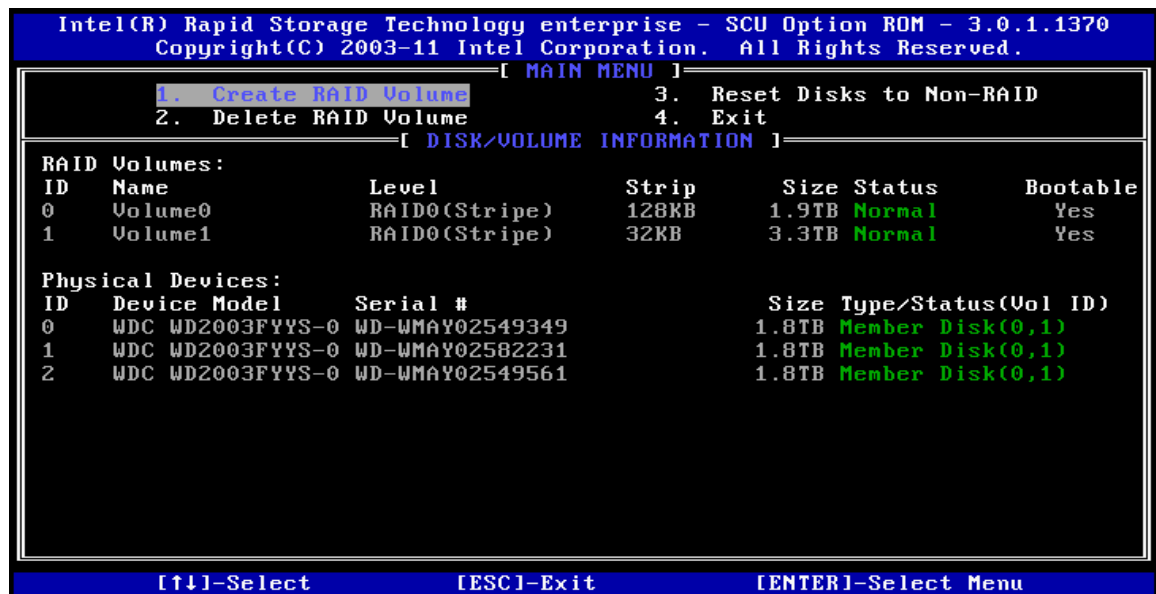 Intel(R) Rapid Storage Technology enterprise - SCU Option ROM - 3.0.1.1370
Copyright(C) 2003-11 Intel Corporation. All Rights Reserved.
[ MAIN MENU ]
1. Create RAID Volume 3. Reset Disks to Non-RAID
2. Delete RAID Volume 4. Exit
[ DISK/VOLUME INFORMATION ]
RAID Volumes:
ID Name Level Strip Size Status Bootable
0 Volume0 RAID0(Stripe) 128KB 1.9TB Normal Yes
1 Volume1 RAID0(Stripe) 32KB 3.3TB Normal Yes
Physical Devices:
ID Device Model Serial # Size Type/Status(Vol ID)
0 WDC WD2003FYYS-0 WD-WMAY02549349 1.8TB Member Disk(0,1)
1 WDC WD2003FYYS-0 WD-WMAY02582231 1.8TB Member Disk(0,1)
2 WDC WD2003FYYS-0 WD-WMAY02549561 1.8TB Member Disk(0,1)
[↑↓]-Select [ESC]-Exit [ENTER]-Select Menu